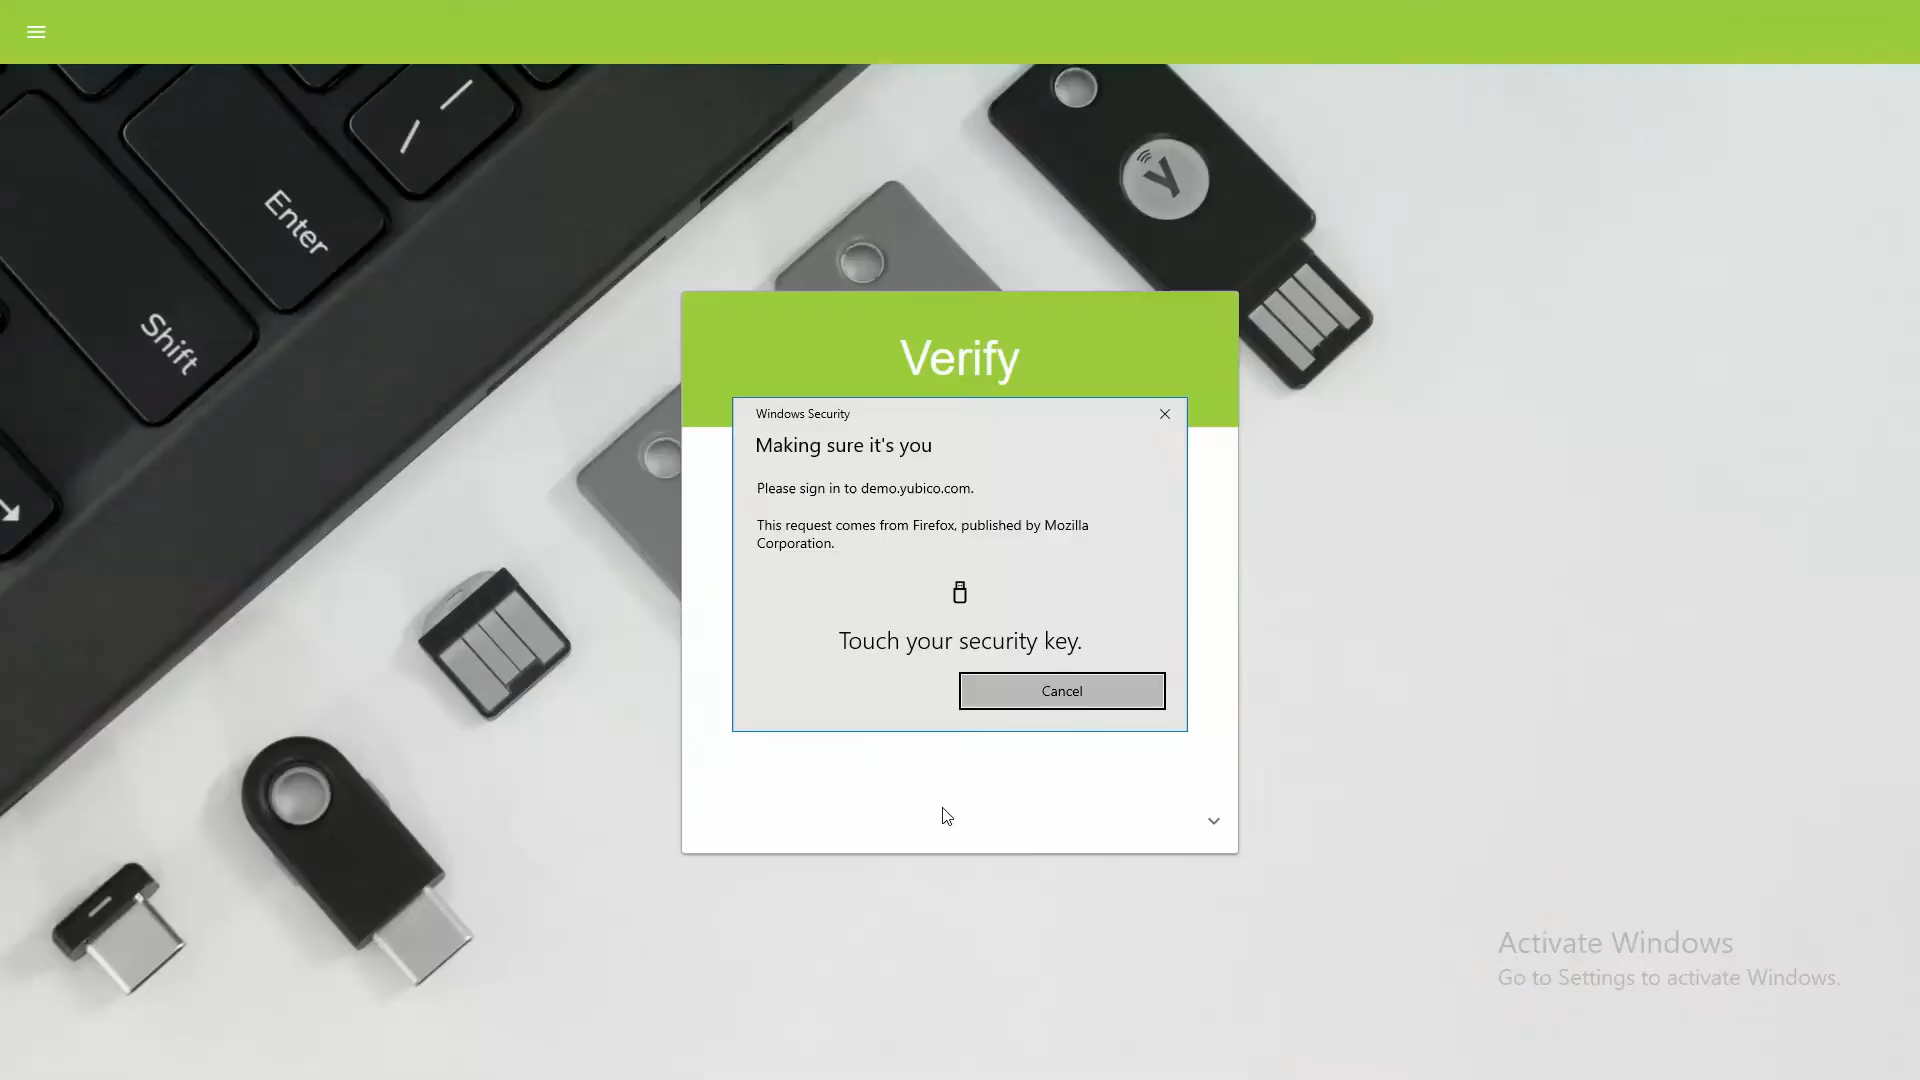 Enter
Shift
Verify
Windows Security
Making sure it's you
Please sign in to demo.yubico.com.
This request comes from Firefox, published by Mozilla
Corporation.
Touch your security key.
Cancel
Activate Windows
Go to Settings to activate Windows.